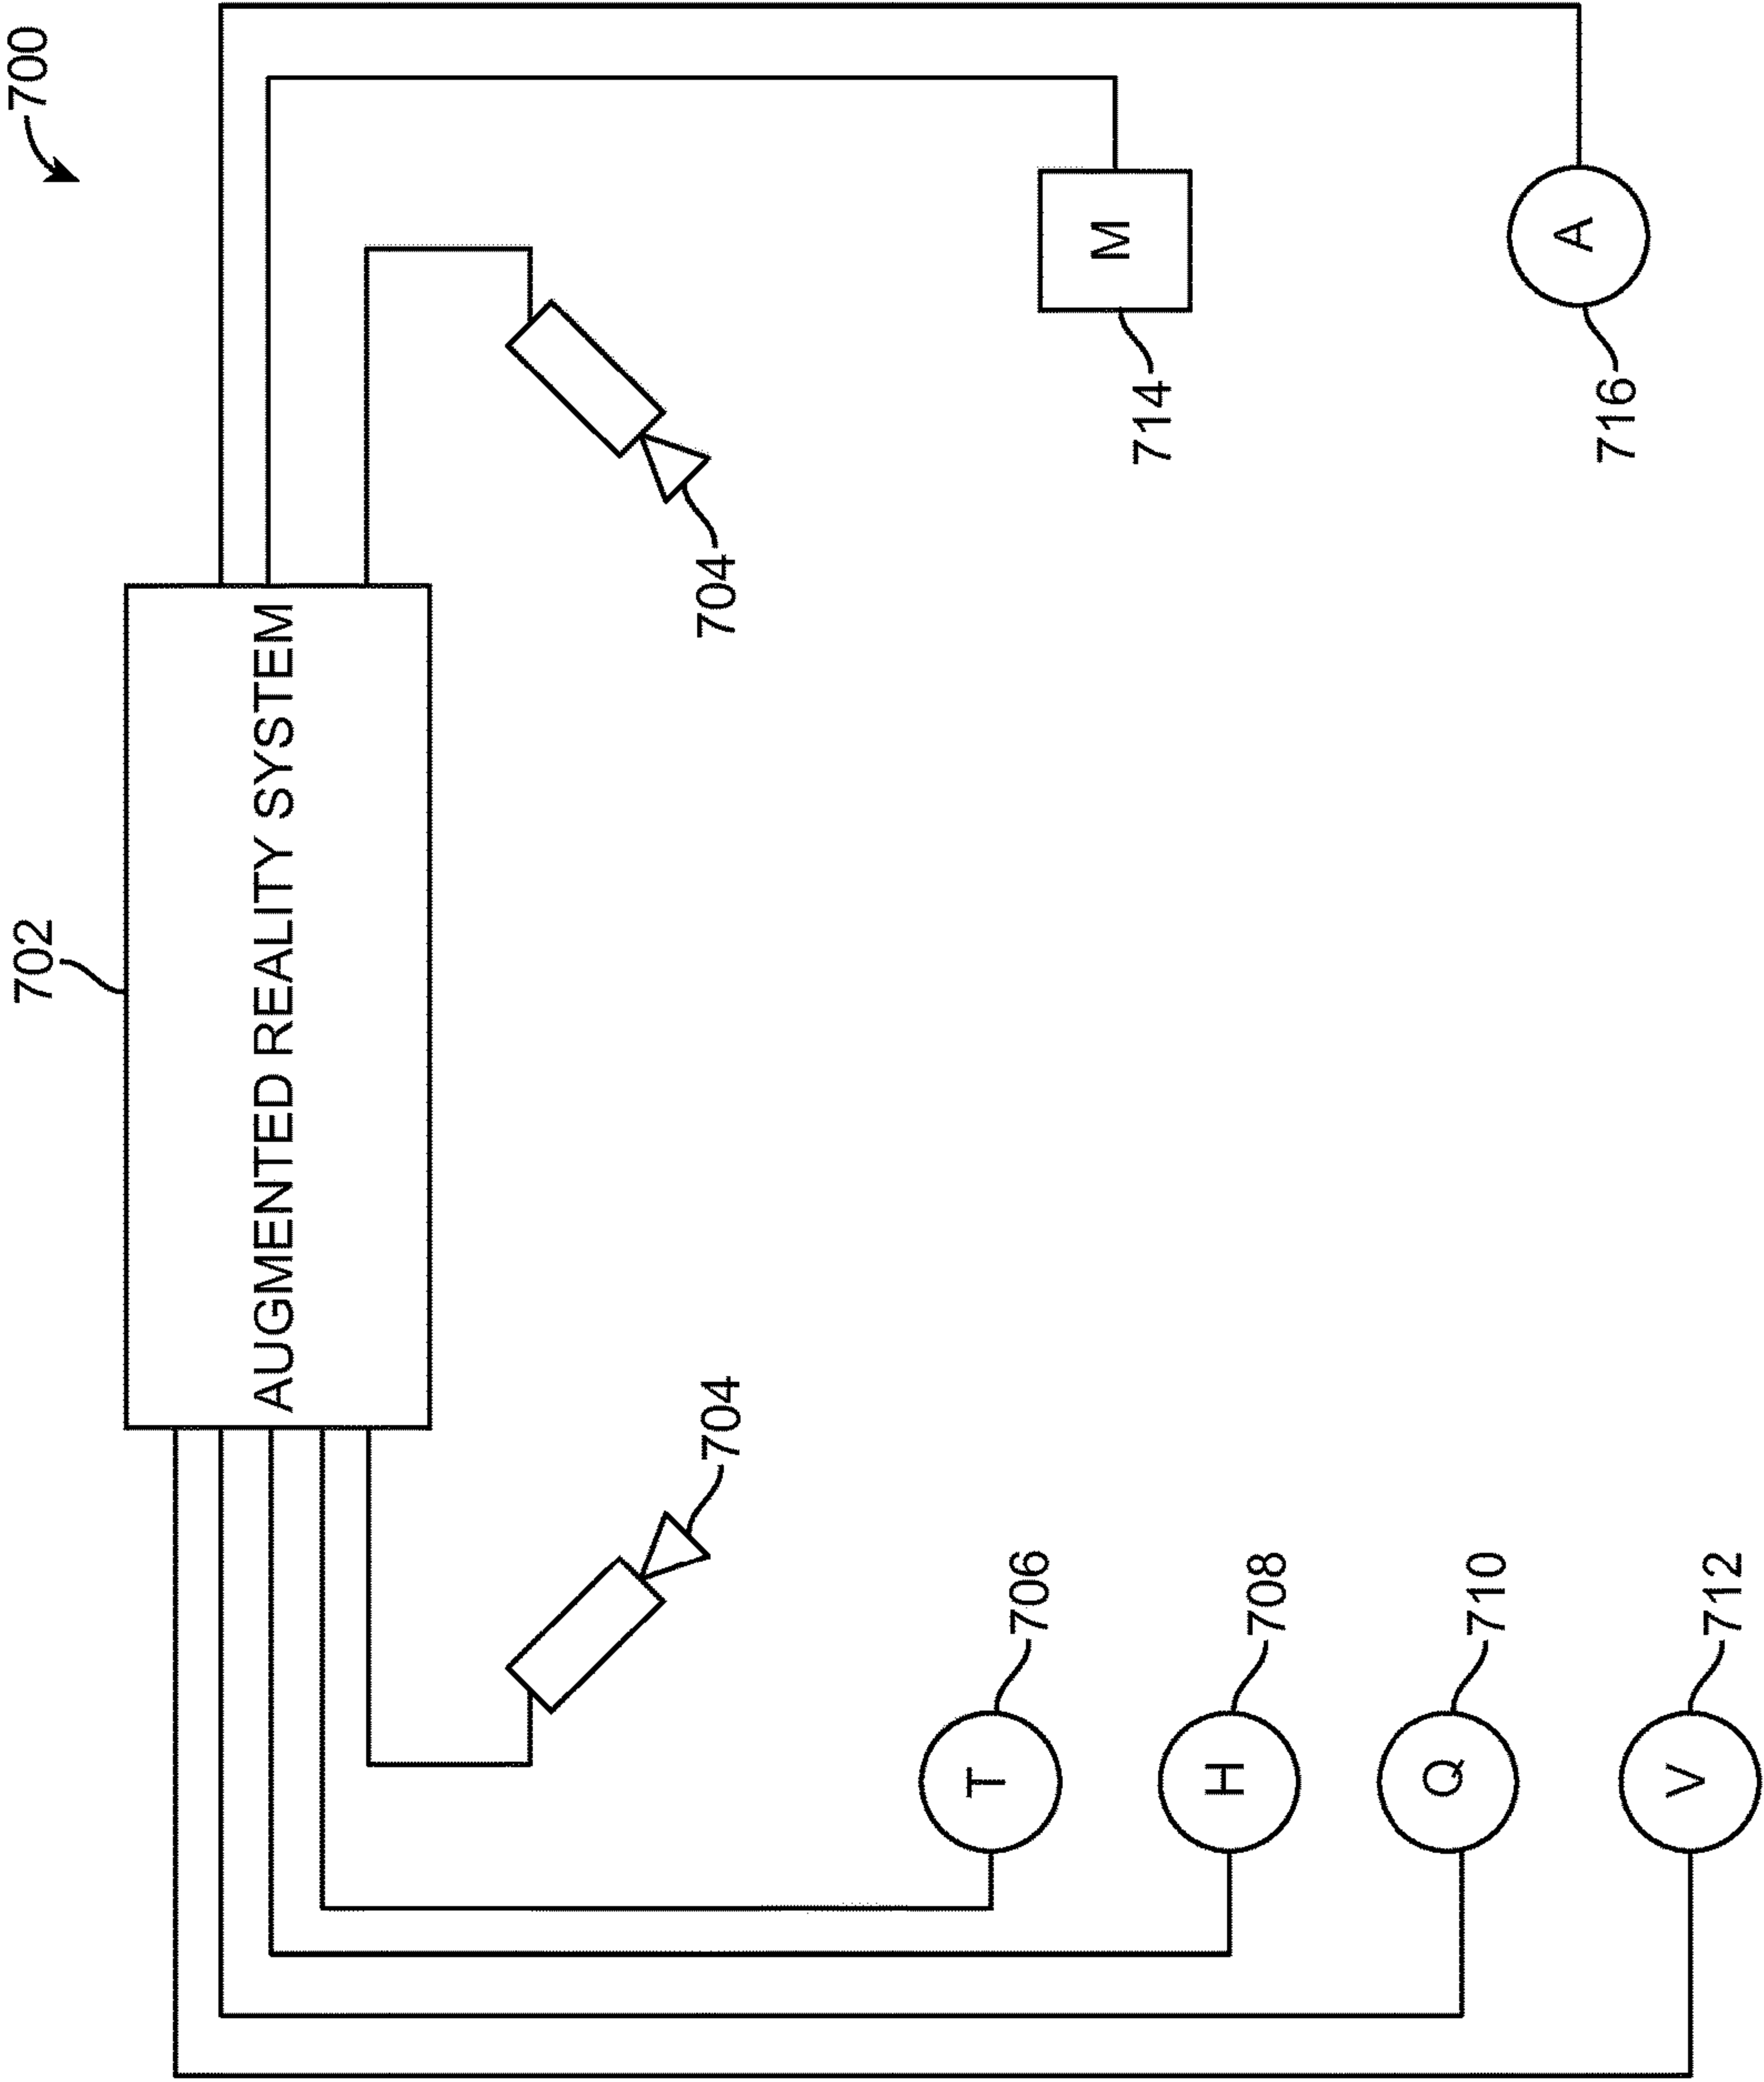 700
702
AUGMENTED REALITY SYSTEM
704
704
T
706
H
708
Q
710
V
712
M
714
A
716